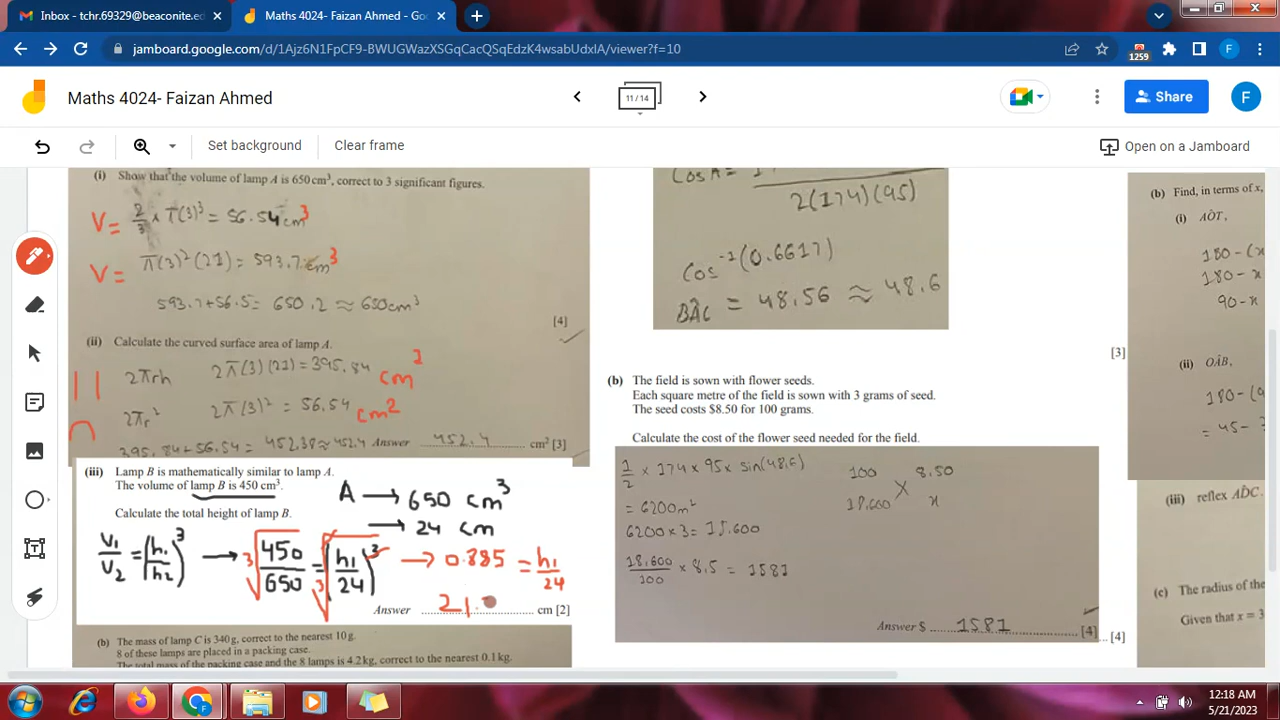 Inbox - tchr.69329@beaconite.ed
Maths 4024- Faizan Ahmed - Goo
jamboard.google.com/d/1Ajz6N1FpCF9-BWUGWazXSGqCacQSqEdzK4wsabUdxlA/viewer?f=10
1259
F
Maths 4024- Faizan Ahmed
11 / 14
Share
F
Set background
Clear frame
Open on a Jamboard
(i) Show that the volume of lamp A is 650 cm³, correct to 3 significant figures.
V = 2/3 × π(3)³ = 56.54 cm³
V = π(3)²(21) = 593.7 cm³
593.7+56.5 = 650.2 ≈ 650cm³
[4]
(ii) Calculate the curved surface area of lamp A.
2πrh 2π(3)(21) = 395.84 cm²
2πr² 2π(3)² = 56.54 cm²
395.84+56.54 = 452.38 ≈ 452.4 Answer 452.4 cm² [3]
(iii) Lamp B is mathematically similar to lamp A.
The volume of lamp B is 450 cm³.
A → 650 cm³
Calculate the total height of lamp B.
→ 24 cm
V1/V2 = (h1/h2)³ → ³√450/650 = ³√(h1/24)³ → 0.885 = h1/24
Answer 21. cm [2]
(b) The mass of lamp C is 340 g, correct to the nearest 10 g.
8 of these lamps are placed in a packing case.
The total mass of the packing case and the 8 lamps is 4.2 kg, correct to the nearest 0.1 kg.
2(174)(95)
Cos⁻¹(0.6617)
BÂC = 48.56 ≈ 48.6
[3]
(b) The field is sown with flower seeds.
Each square metre of the field is sown with 3 grams of seed.
The seed costs $8.50 for 100 grams.
Calculate the cost of the flower seed needed for the field.
1/2 × 174 × 95 × sin(48.6)
= 6200m²
100 8.50
18.600 x
18.600/100 × 8.5 = 1581
Answer $ 1581 [4]
[4]
(b) Find, in terms of x,
(i) AÔT,
180-(x
180-x
90-x
(ii) OÂB,
= 45-
(iii) reflex AD̂C.
(c) The radius of the
Given that x = 3
12:18 AM
5/21/2023